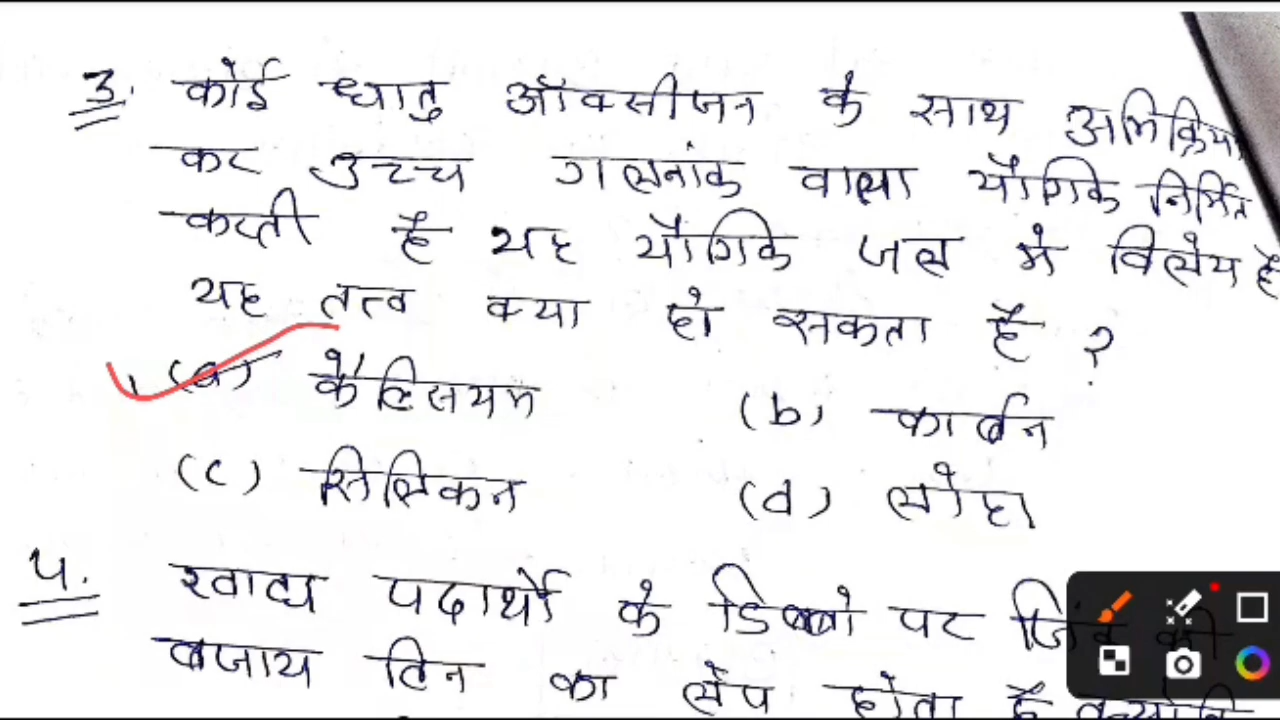 3. कोई धातु ऑक्सीजन के साथ अभिक्रिया
कर उच्च गलनांक वाला यौगिक निर्मित
करती है यह यौगिक जल में विलेय है
यह तत्व क्या हो सकता है ?
(a) कैल्सियम
(b) कार्बन
(c) सिलिकन
(d) लोहा
4. खाद्य पदार्थो के डिब्बो पर
बजाय टिन का लेप होता है